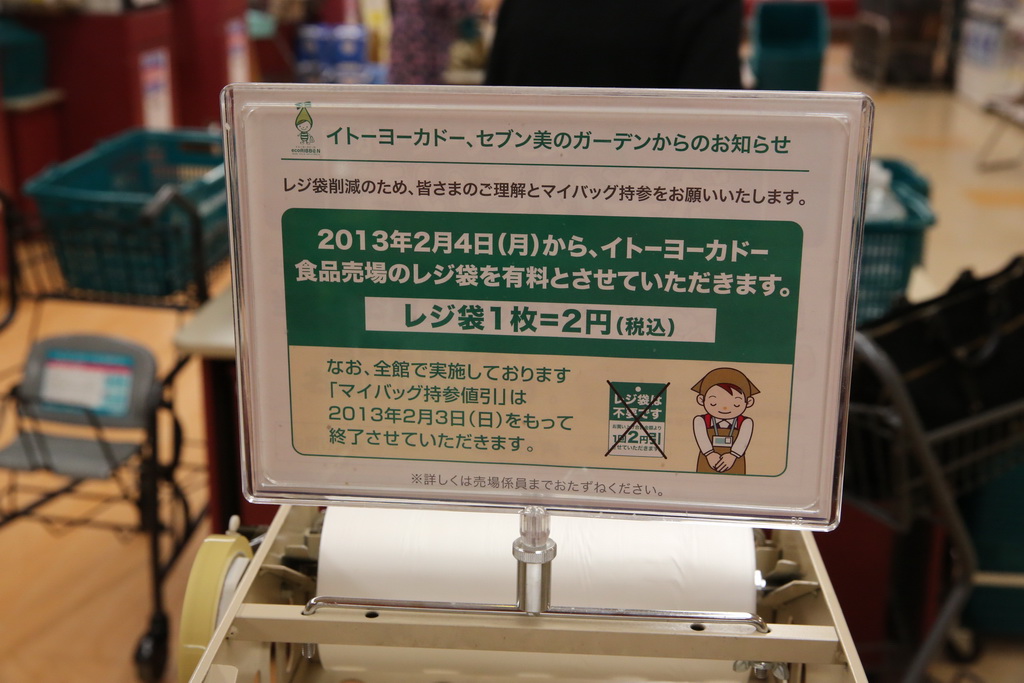 イトーヨーカドー、セブン美のガーデンからのお知らせ
レジ袋削減のため、皆さまのご理解とマイバッグ持参をお願いいたします。
2013年2月4日(月)から、イトーヨーカドー
食品売場のレジ袋を有料とさせていただきます。
レジ袋1枚=2円(税込)
なお、全館で実施しております
「マイバッグ持参値引」は
2013年2月3日(日)をもって
終了させていただきます。
レジ袋は
不要です
1回2円引
※詳しくは売場係員までおたずねください。